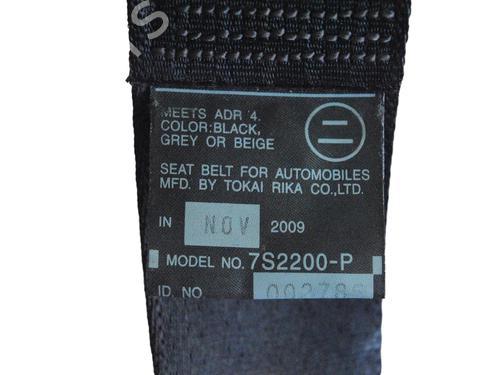 MEETS ADR 4.
COLOR:BLACK,
GREY OR BEIGE
SEAT BELT FOR AUTOMOBILES
MFD. BY TOKAI RIKA CO.,LTD.
IN NOV 2009
MODEL NO. 7S2200-P
ID. NO